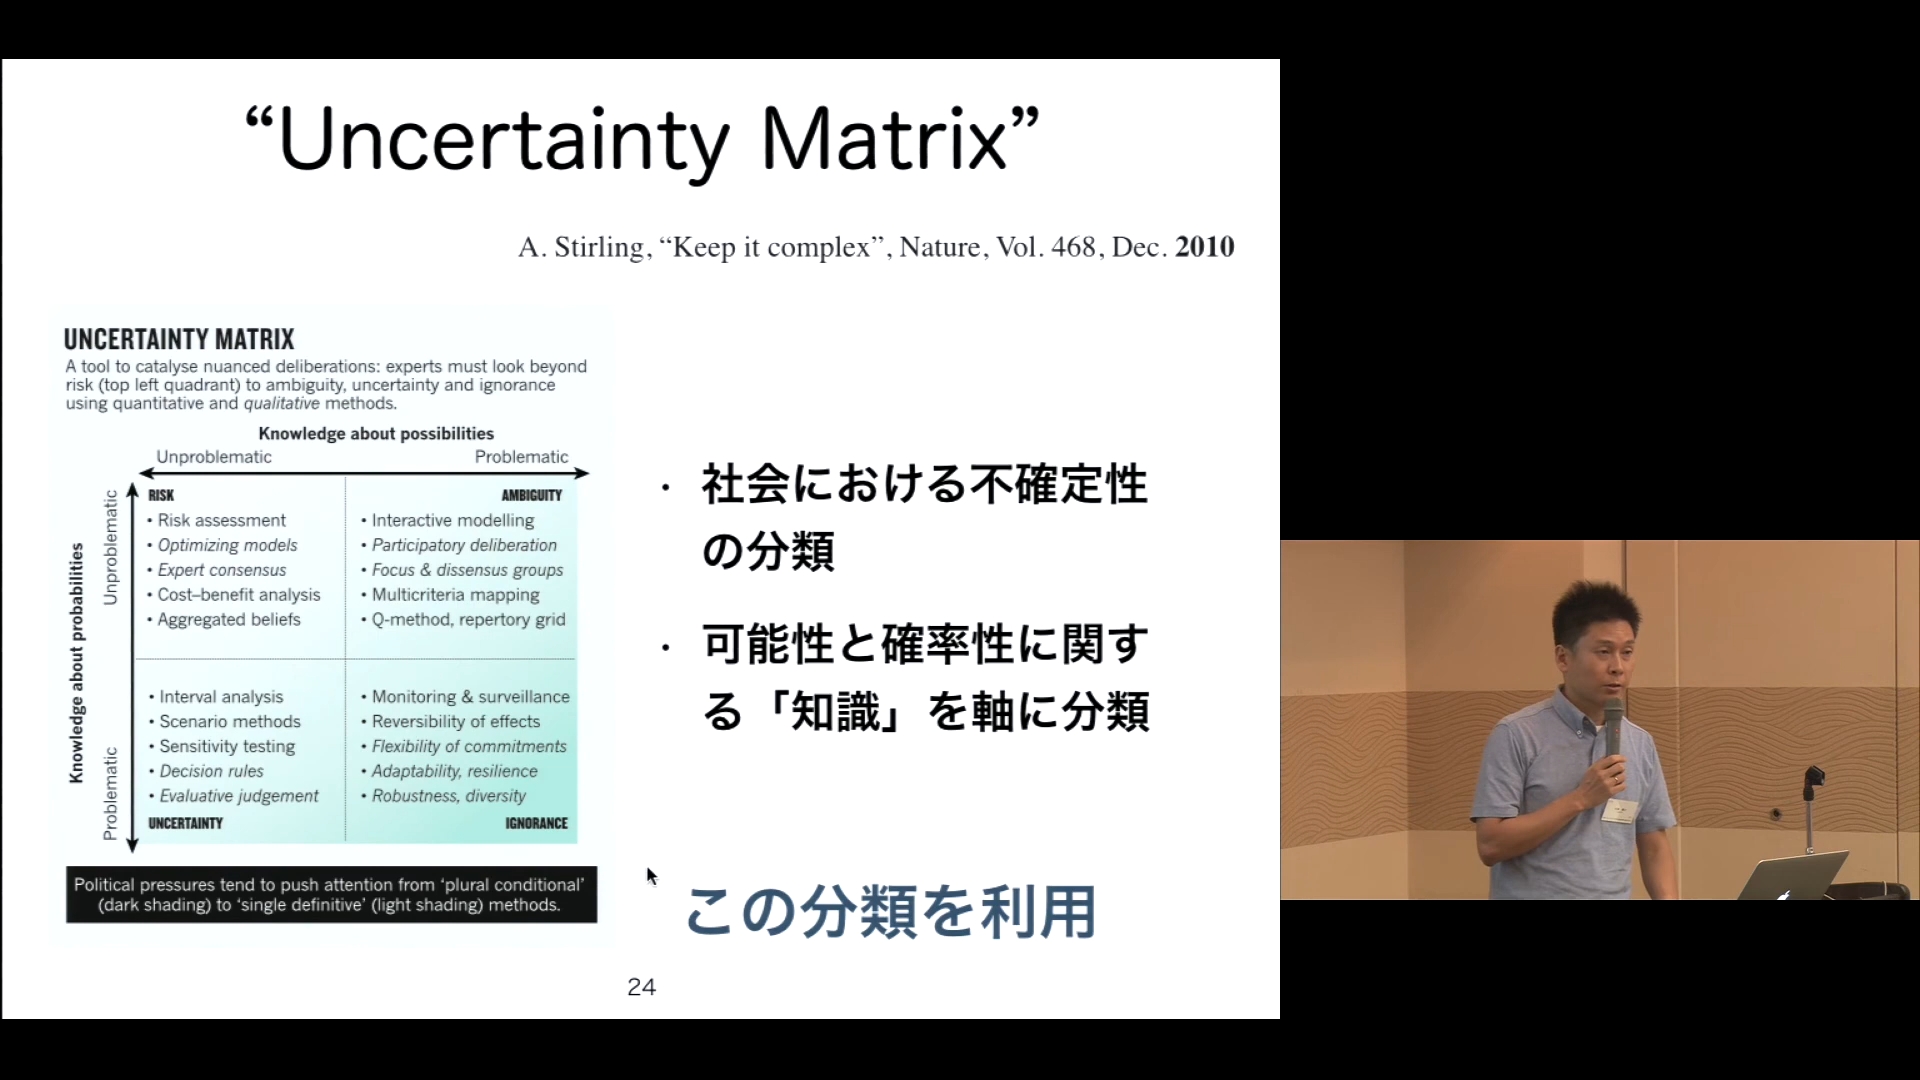 “Uncertainty Matrix”
A. Stirling, “Keep it complex”, Nature, Vol. 468, Dec. 2010
UNCERTAINTY MATRIX
A tool to catalyse nuanced deliberations: experts must look beyond
risk (top left quadrant) to ambiguity, uncertainty and ignorance
using quantitative and qualitative methods.
Knowledge about possibilities
Unproblematic
Problematic
Knowledge about probabilities
Unproblematic
Problematic
RISK
• Risk assessment
• Optimizing models
• Expert consensus
• Cost–benefit analysis
• Aggregated beliefs
AMBIGUITY
• Interactive modelling
• Participatory deliberation
• Focus & dissensus groups
• Multicriteria mapping
• Q-method, repertory grid
• Interval analysis
• Scenario methods
• Sensitivity testing
• Decision rules
• Evaluative judgement
UNCERTAINTY
• Monitoring & surveillance
• Reversibility of effects
• Flexibility of commitments
• Adaptability, resilience
• Robustness, diversity
IGNORANCE
Political pressures tend to push attention from ‘plural conditional’
(dark shading) to ‘single definitive’ (light shading) methods.
・ 社会における不確定性
の分類
・ 可能性と確率性に関す
る「知識」を軸に分類
この分類を利用
24